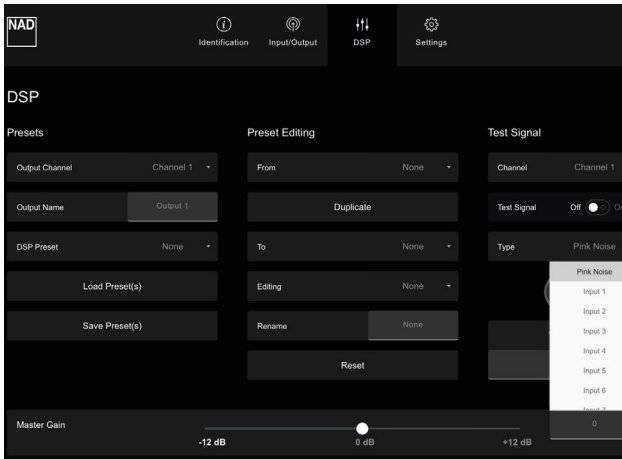 NAD
Identification
Input/Output
DSP
Settings
DSP
Presets
Output Channel
Channel 1
Output Name
Output 1
DSP Preset
None
Load Preset(s)
Save Preset(s)
Preset Editing
From
None
Duplicate
To
None
Editing
None
Rename
None
Reset
Test Signal
Channel
Channel 1
Test Signal
Off
Type
Pink Noise
Pink Noise
Input 1
Input 2
Input 3
Input 4
Input 5
Input 6
Input 7
Master Gain
-12 dB
0 dB
+12 dB
0